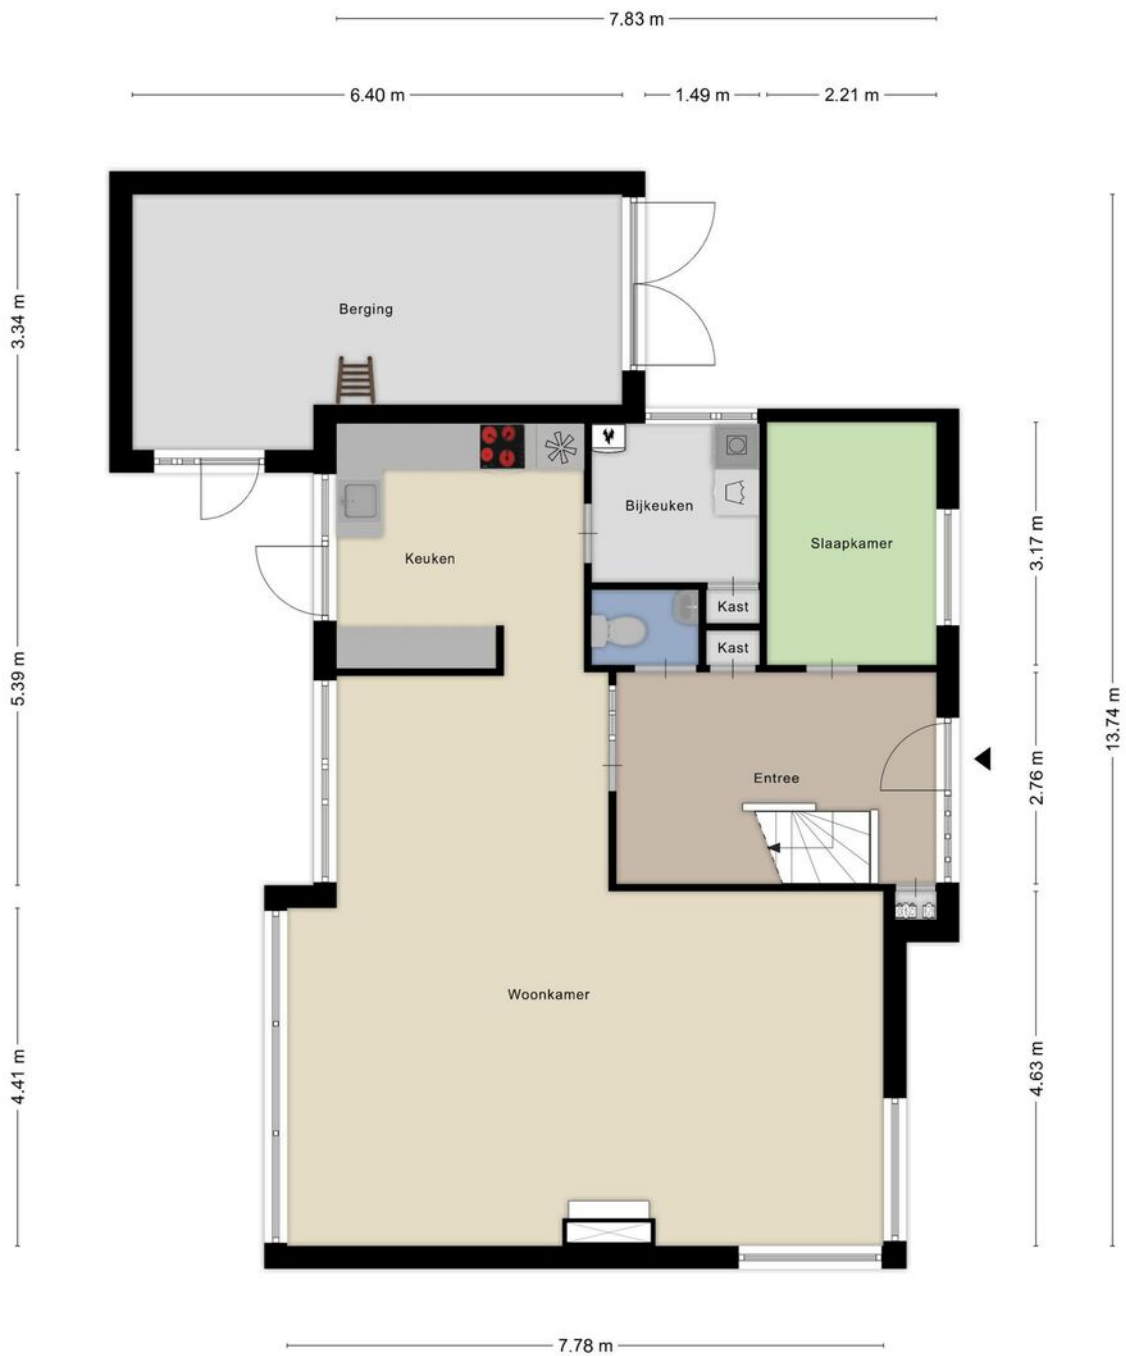 7.83 m
6.40 m
1.49 m
2.21 m
3.34 m
Berging
Bijkeuken
Keuken
Slaapkamer
3.17 m
Kast
Kast
5.39 m
13.74 m
2.76 m
Entree
Woonkamer
4.41 m
4.63 m
7.78 m